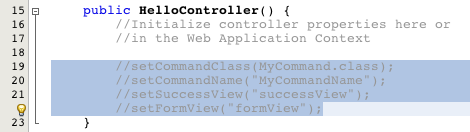 15 public HelloController() {
16 //Initialize controller properties here or
17 //in the Web Application Context
18
19 //setCommandClass(MyCommand.class);
20 //setCommandName("MyCommandName");
21 //setSuccessView("successView");
//setFormView("formView");
23 }